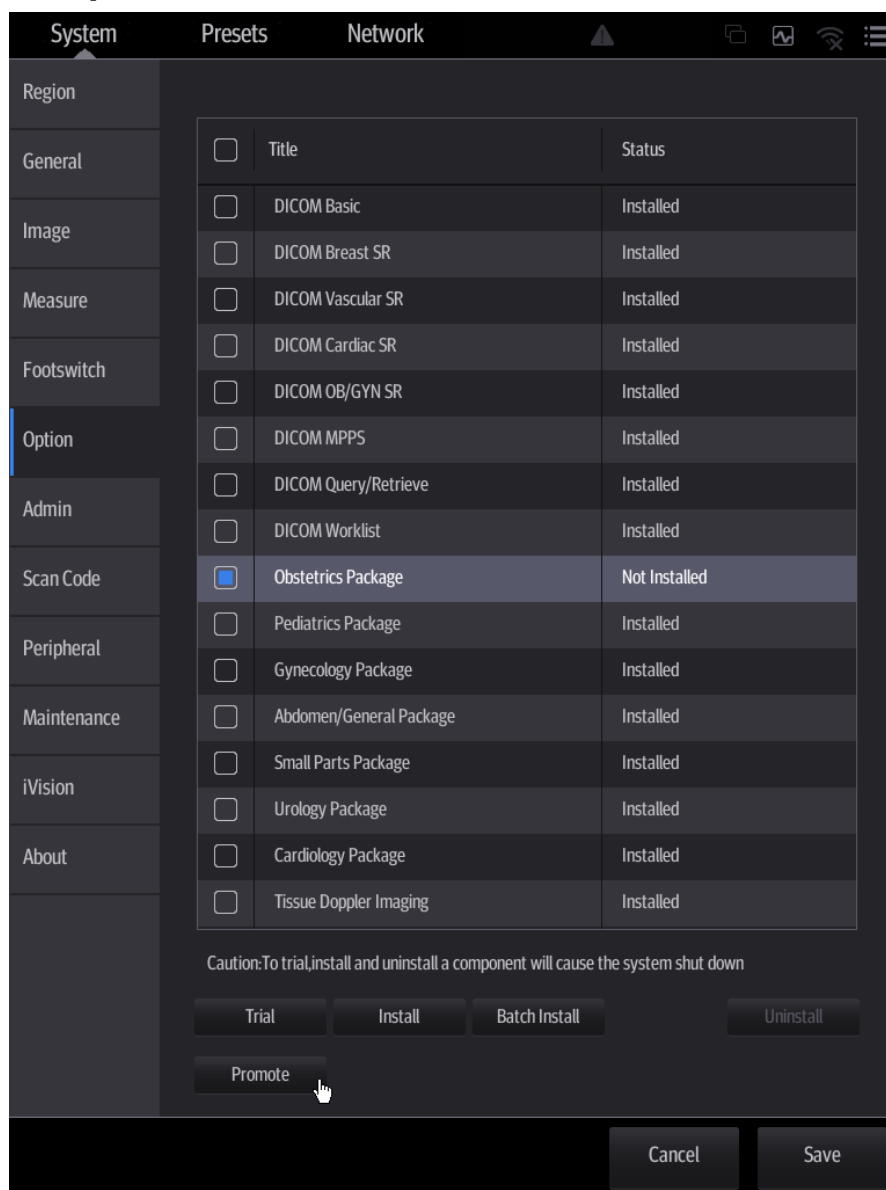 System Presets Network
Region
General
Image
Measure
Footswitch
Option
Admin
Scan Code
Peripheral
Maintenance
iVision
About
Title Status
DICOM Basic Installed
DICOM Breast SR Installed
DICOM Vascular SR Installed
DICOM Cardiac SR Installed
DICOM OB/GYN SR Installed
DICOM MPPS Installed
DICOM Query/Retrieve Installed
DICOM Worklist Installed
Obstetrics Package Not Installed
Pediatrics Package Installed
Gynecology Package Installed
Abdomen/General Package Installed
Small Parts Package Installed
Urology Package Installed
Cardiology Package Installed
Tissue Doppler Imaging Installed
Caution:To trial,install and uninstall a component will cause the system shut down
Trial Install Batch Install Uninstall
Promote
Cancel Save